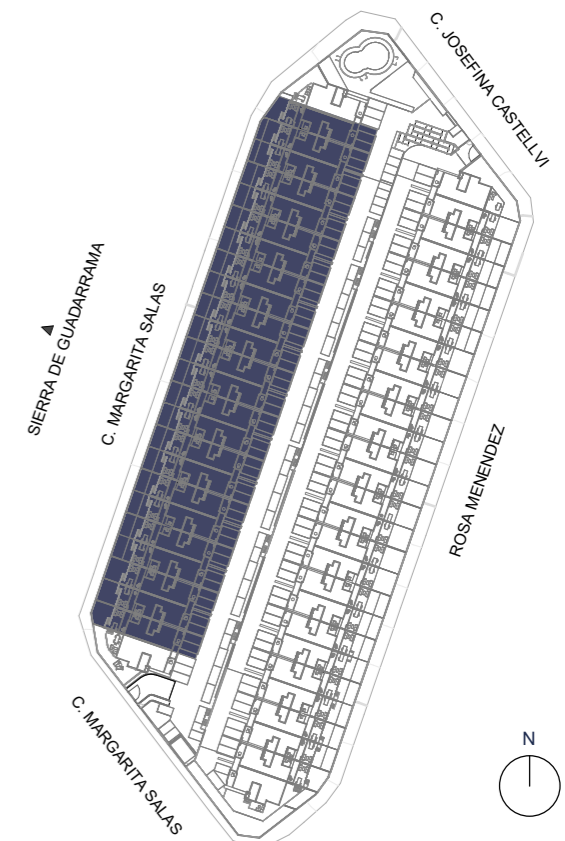 C. JOSEFINA CASTELLVI
SIERRA DE GUADARRAMA
C. MARGARITA SALAS
ROSA MENENDEZ
C. MARGARITA SALAS
N